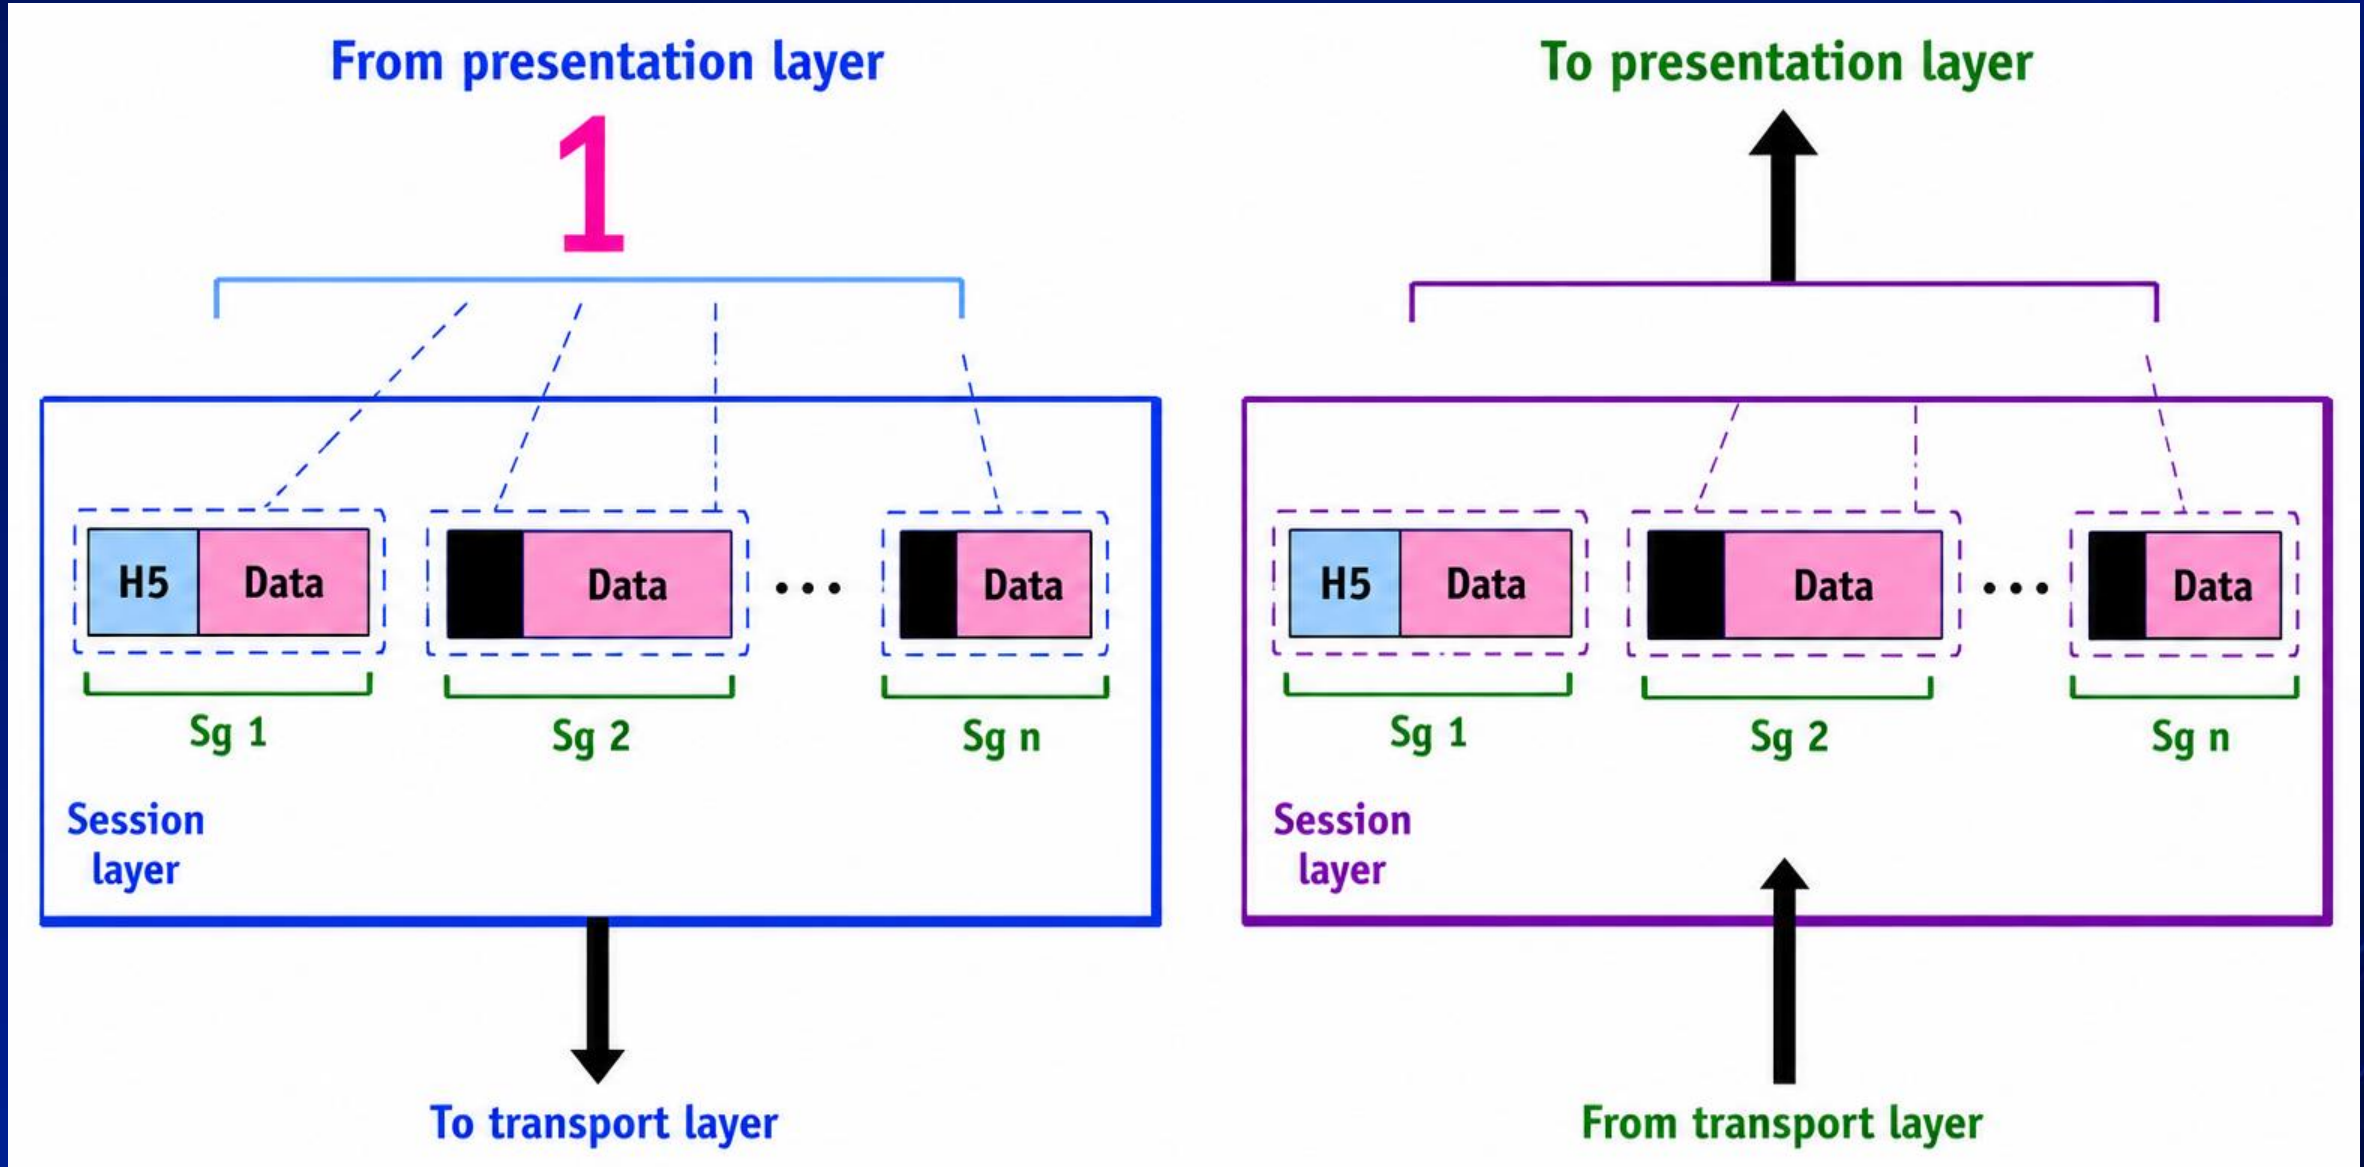 From presentation layer
1
H5 Data
Data
...
Data
Sg 1
Sg 2
Sg n
Session
layer
To transport layer
To presentation layer
H5 Data
Data
...
Data
Sg 1
Sg 2
Sg n
Session
layer
From transport layer